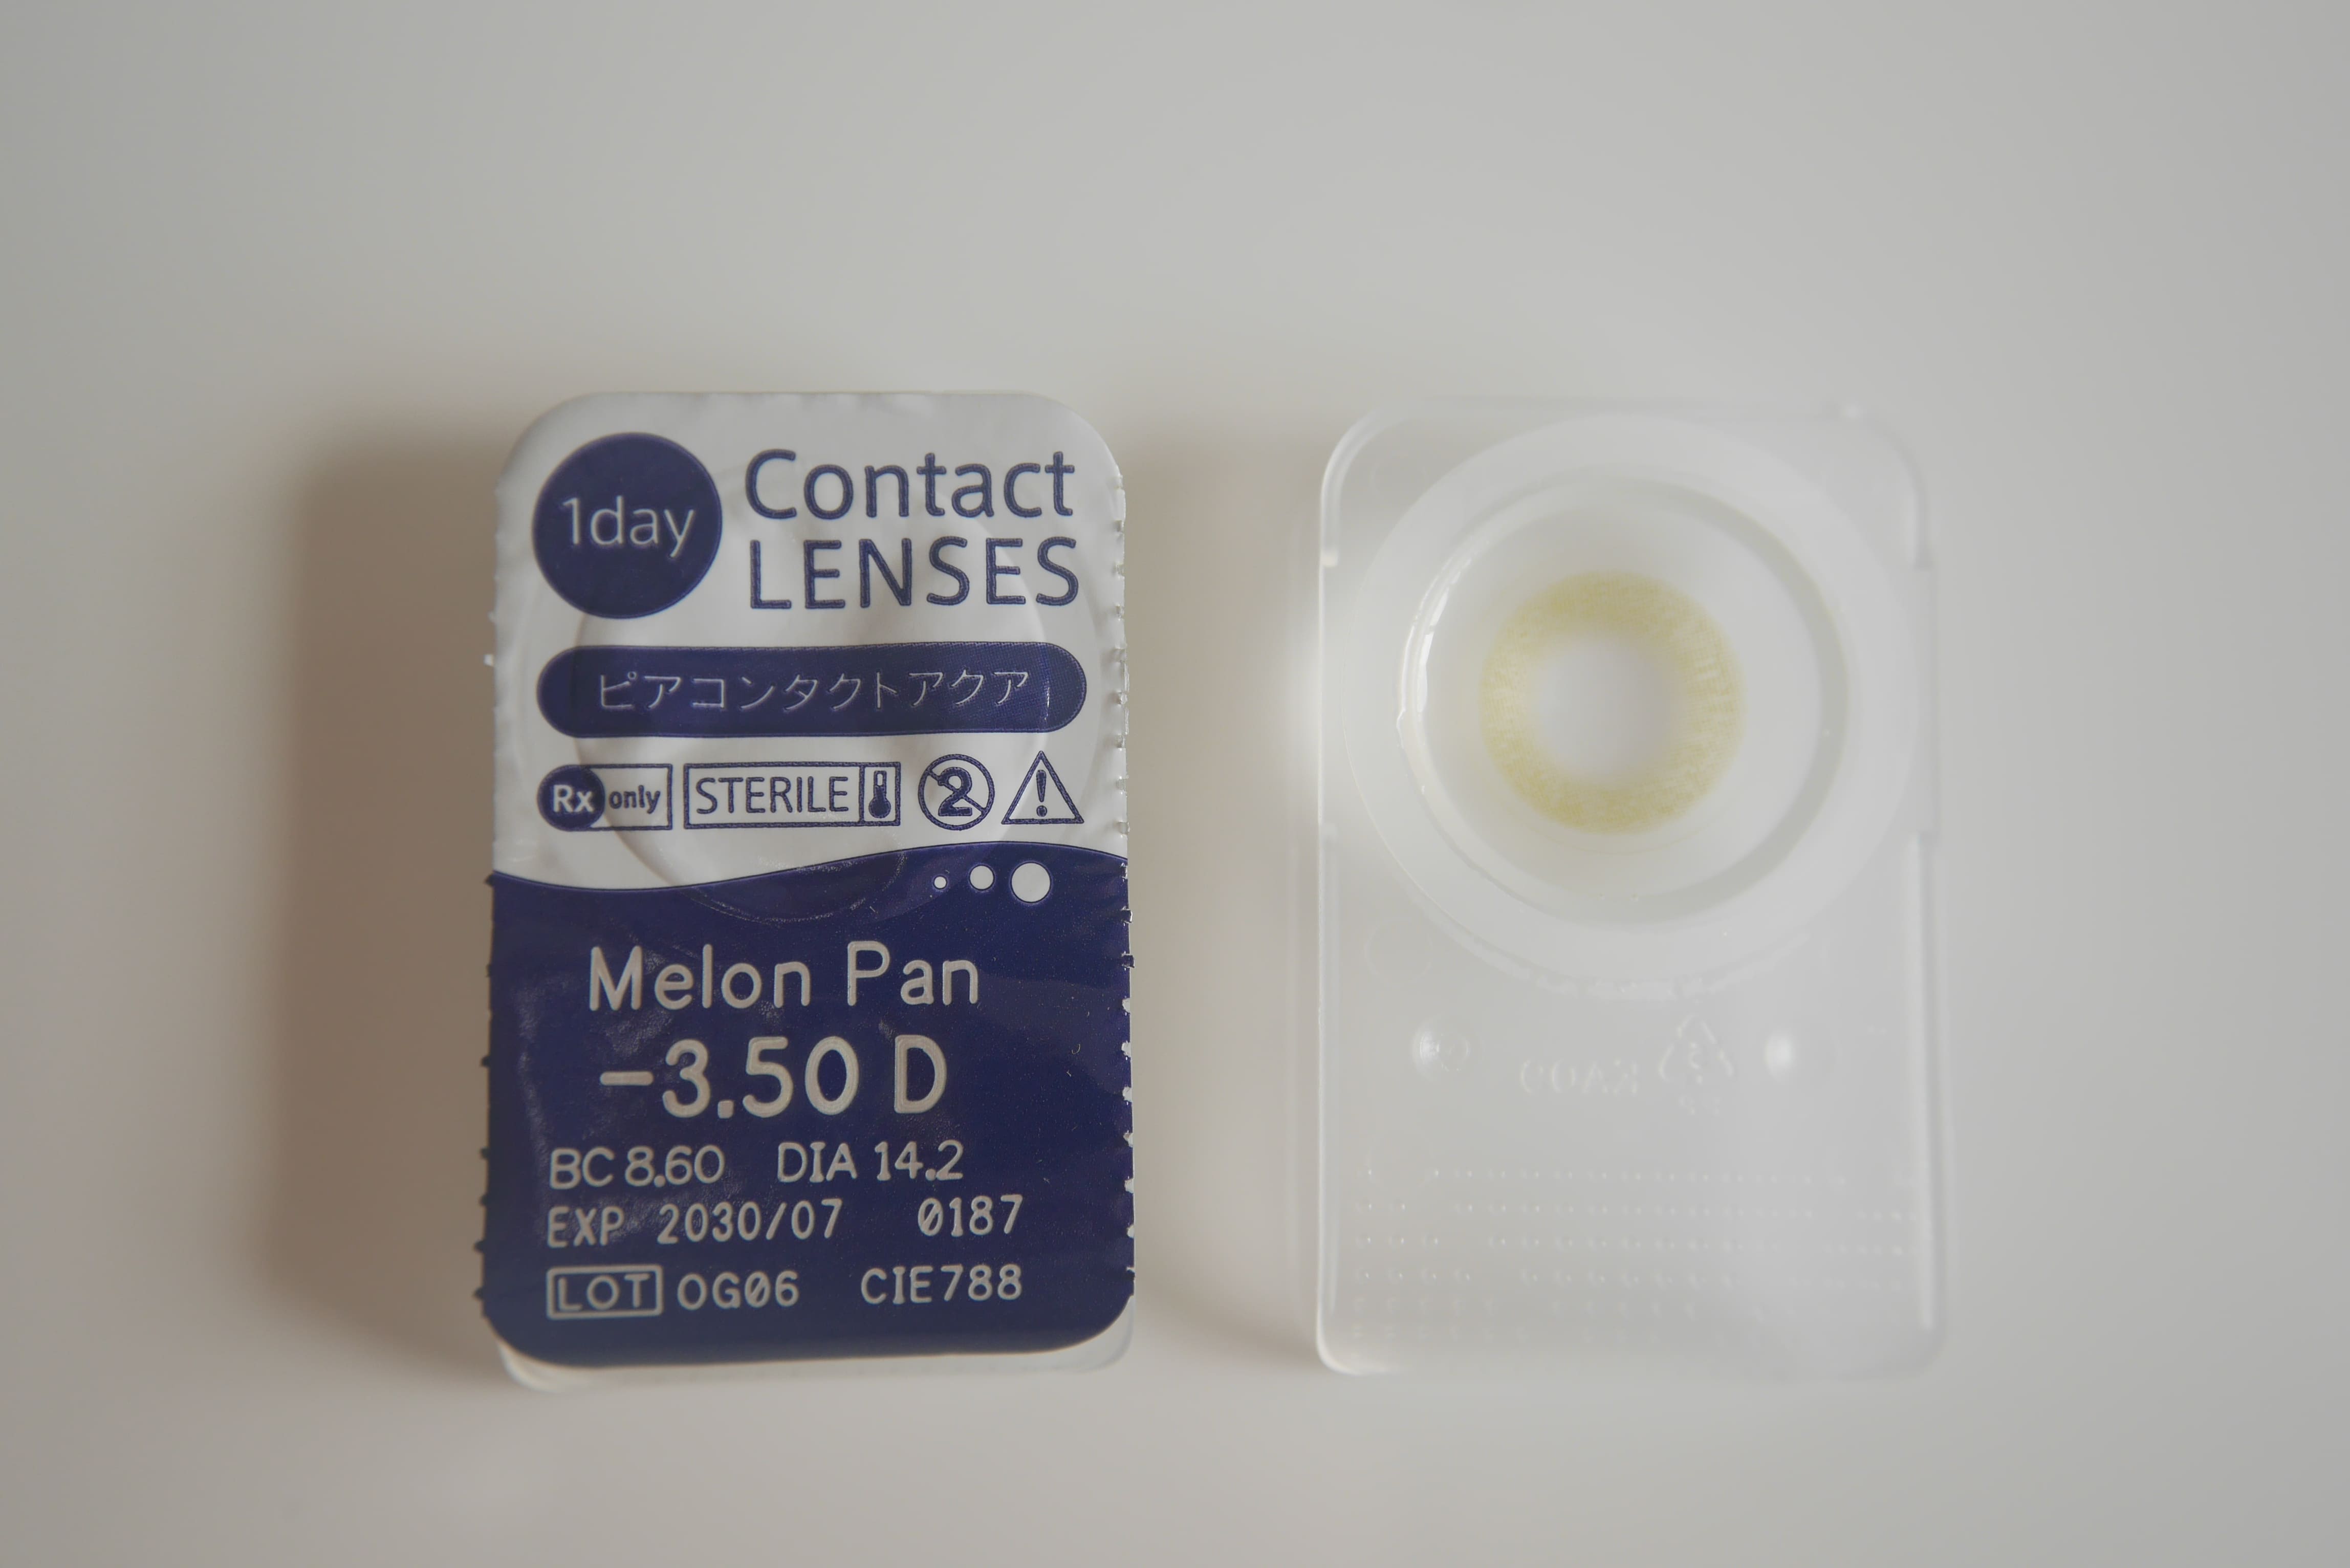 1day
Contact
LENSES
ピアコンタクトアクア
Rx only
STERILE
2
Melon Pan
-3.50 D
BC 8.60 DIA 14.2
EXP 2030/07 0187
LOT OG06 CIE788
KA09